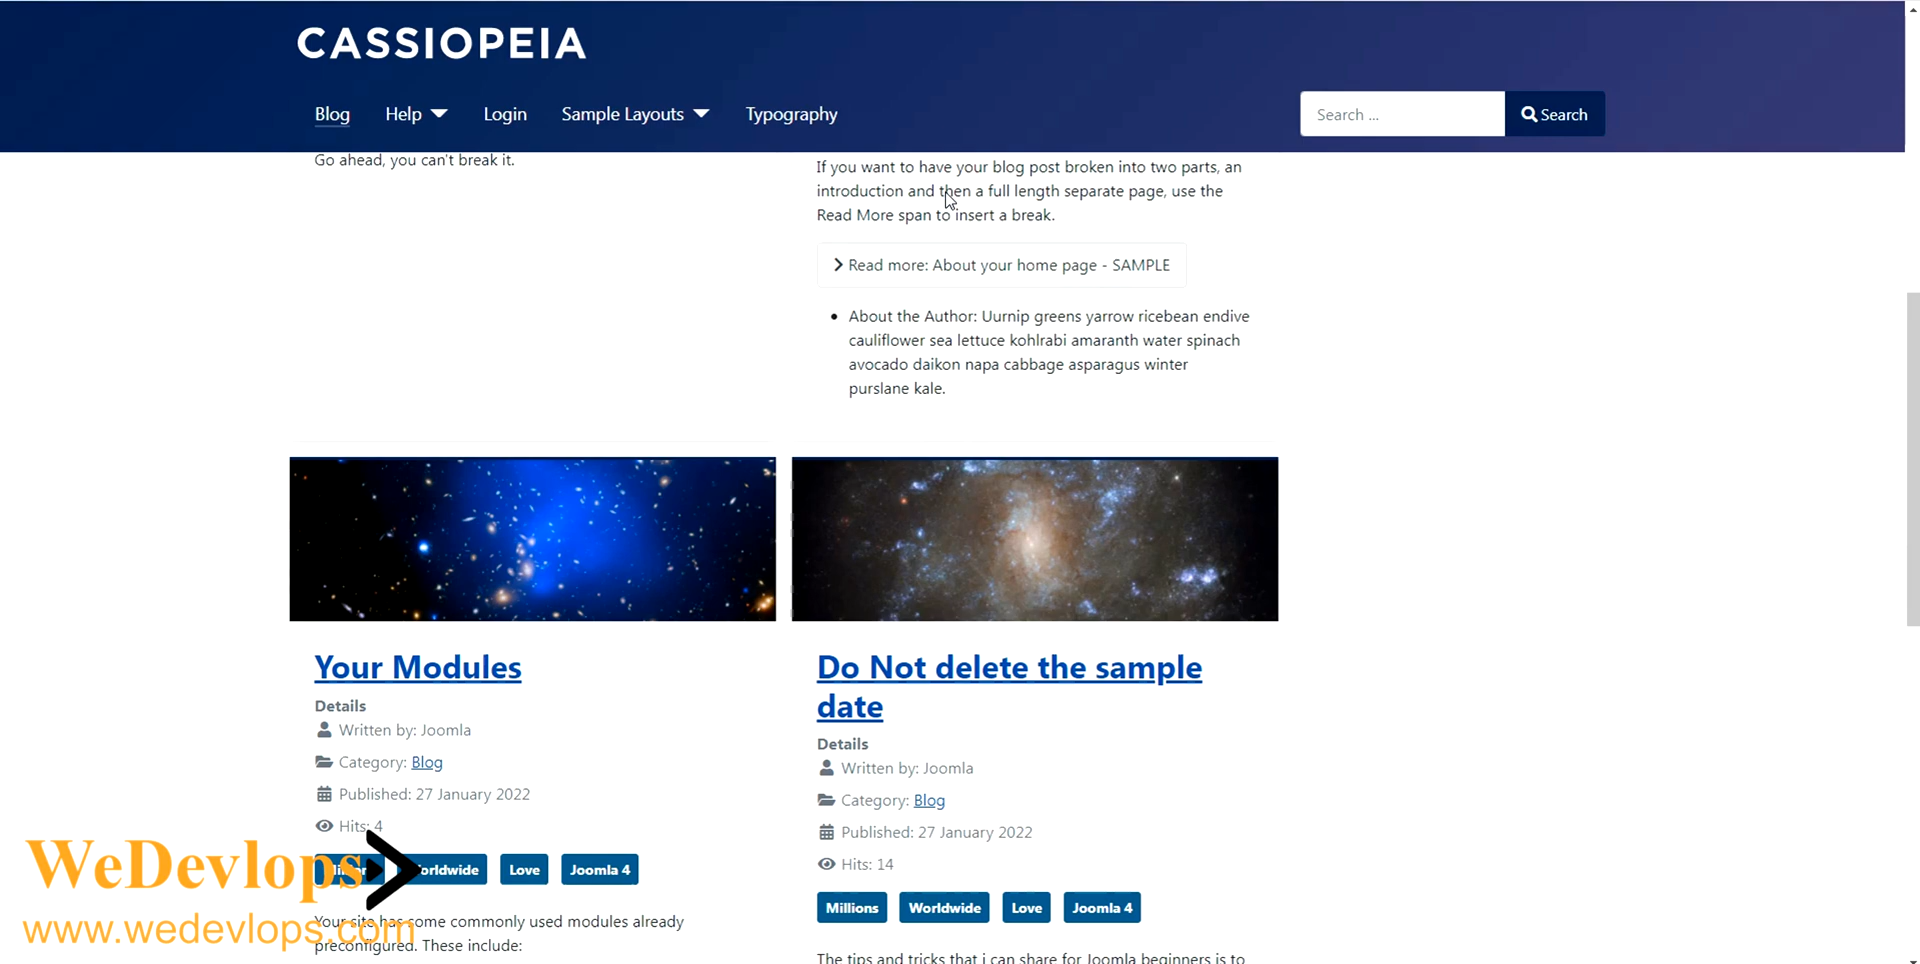 CASSIOPEIA
Blog Help Login Sample Layouts Typography
Search ... Search
Go ahead, you can't break it.
If you want to have your blog post broken into two parts, an
introduction and then a full length separate page, use the
Read More span to insert a break.
Read more: About your home page - SAMPLE
About the Author: Uurnip greens yarrow ricebean endive
cauliflower sea lettuce kohlrabi amaranth water spinach
avocado daikon napa cabbage asparagus winter
purslane kale.
Your Modules
Details
Written by: Joomla
Category: Blog
Published: 27 January 2022
Hits: 4
Love Joomla 4
Your site has some commonly used modules already
preconfigured. These include:
Do Not delete the sample
date
Details
Written by: Joomla
Category: Blog
Published: 27 January 2022
Hits: 14
Millions Worldwide Love Joomla 4
The tips and tricks that i can share for Joomla beginners is to
WeDevlops
www.wedevlops.com